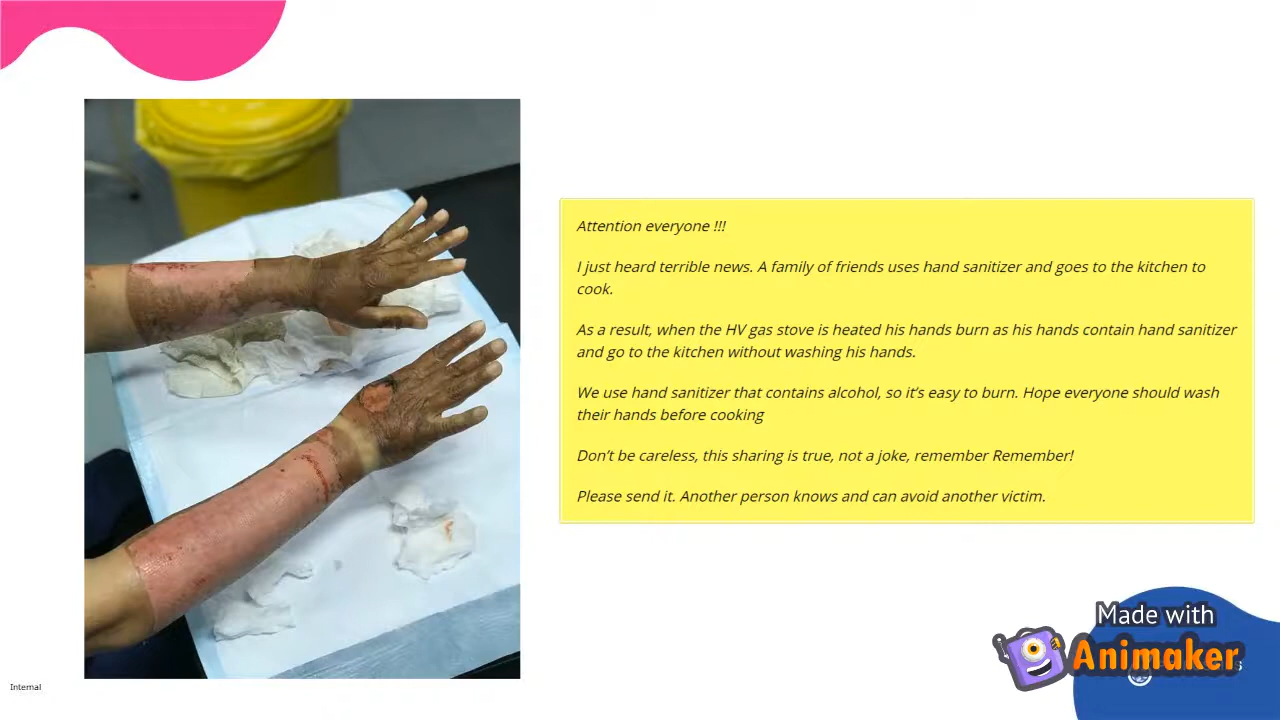 Attention everyone !!!
I just heard terrible news. A family of friends uses hand sanitizer and goes to the kitchen to
cook.
As a result, when the HV gas stove is heated his hands burn as his hands contain hand sanitizer
and go to the kitchen without washing his hands.
We use hand sanitizer that contains alcohol, so it’s easy to burn. Hope everyone should wash
their hands before cooking
Don’t be careless, this sharing is true, not a joke, remember Remember!
Please send it. Another person knows and can avoid another victim.
Made with
Animaker
Internal